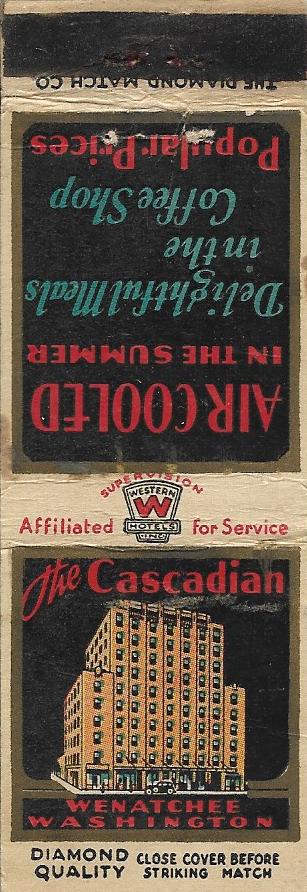 THE DIAMOND MATCH CO
AIR COOLED
IN THE SUMMER
Delightful Meals
in the
Coffee Shop
Popular Prices
SUPERVISION
WESTERN
W
HOTELS
INC
Affiliated for Service
The Cascadian
WENATCHEE
WASHINGTON
DIAMOND QUALITY
CLOSE COVER BEFORE
STRIKING MATCH